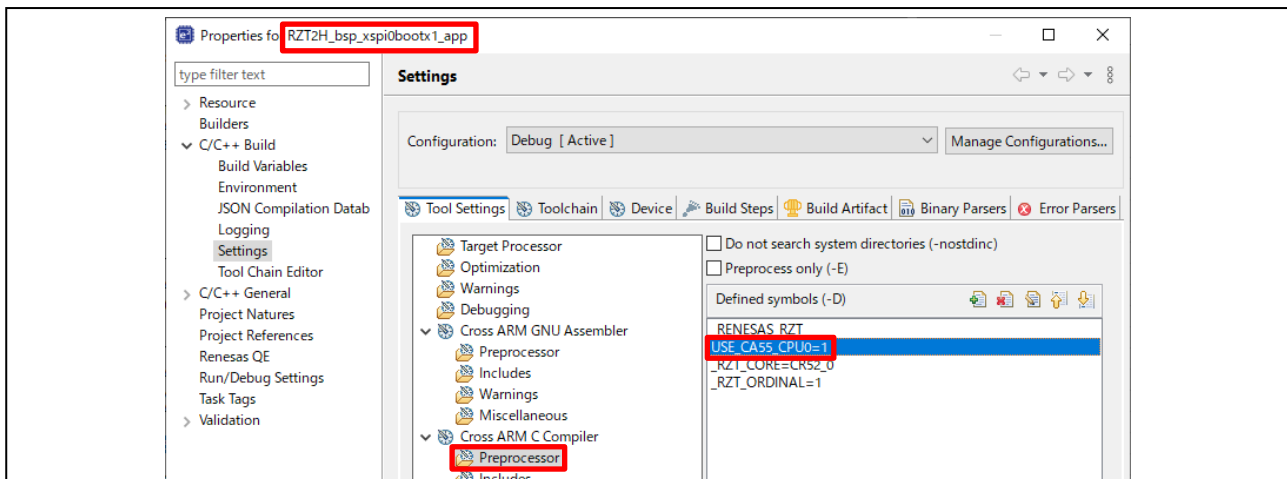 Properties for RZT2H_bsp_xspi0bootx1_app
type filter text
Settings
Resource
Builders
C/C++ Build
Build Variables
Environment
JSON Compilation Datab
Logging
Settings
Tool Chain Editor
C/C++ General
Project Natures
Project References
Renesas QE
Run/Debug Settings
Task Tags
Validation
Configuration: Debug [ Active ]
Manage Configurations...
Tool Settings Toolchain Device Build Steps Build Artifact Binary Parsers Error Parsers
Target Processor
Optimization
Warnings
Debugging
Cross ARM GNU Assembler
Preprocessor
Includes
Warnings
Miscellaneous
Cross ARM C Compiler
Preprocessor
Includes
Do not search system directories (-nostdinc)
Preprocess only (-E)
Defined symbols (-D)
_RENESAS_RZT_
USE_CA55_CPU0=1
_RZT_CORE=CR52_0
_RZT_ORDINAL=1